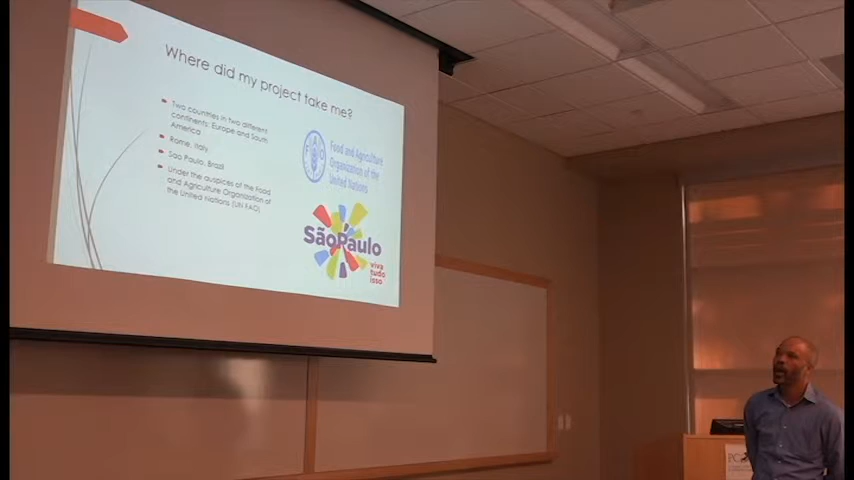 Where did my project take me?
Two countries in two different
continents: Europe and South
America
Rome, Italy
Sao Paulo, Brazil
Under the auspices of the Food
and Agriculture Organization of
the United Nations (UN FAO)
Food and Agriculture
Organization of the
United Nations
SãoPaulo
viva
tudo
isso